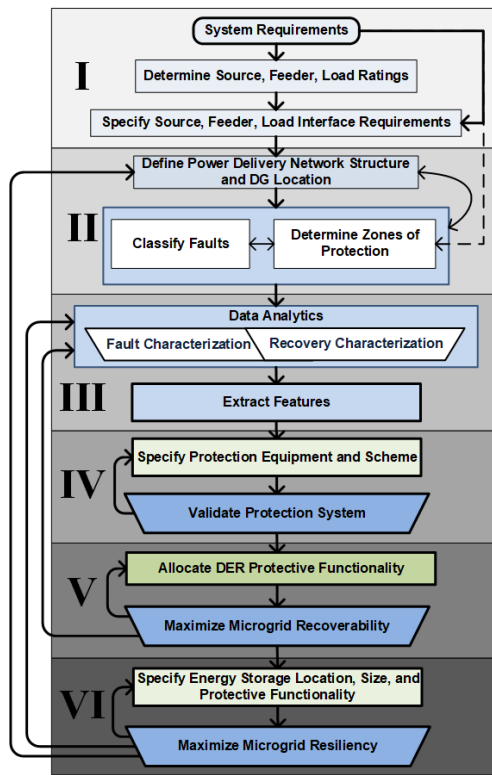 System Requirements
I
Determine Source, Feeder, Load Ratings
Specify Source, Feeder, Load Interface Requirements
Define Power Delivery Network Structure
and DG Location
II
Classify Faults
Determine Zones of
Protection
Data Analytics
Fault Characterization
Recovery Characterization
III
Extract Features
Specify Protection Equipment and Scheme
IV
Validate Protection System
Allocate DER Protective Functionality
V
Maximize Microgrid Recoverability
Specify Energy Storage Location, Size, and
Protective Functionality
VI
Maximize Microgrid Resiliency